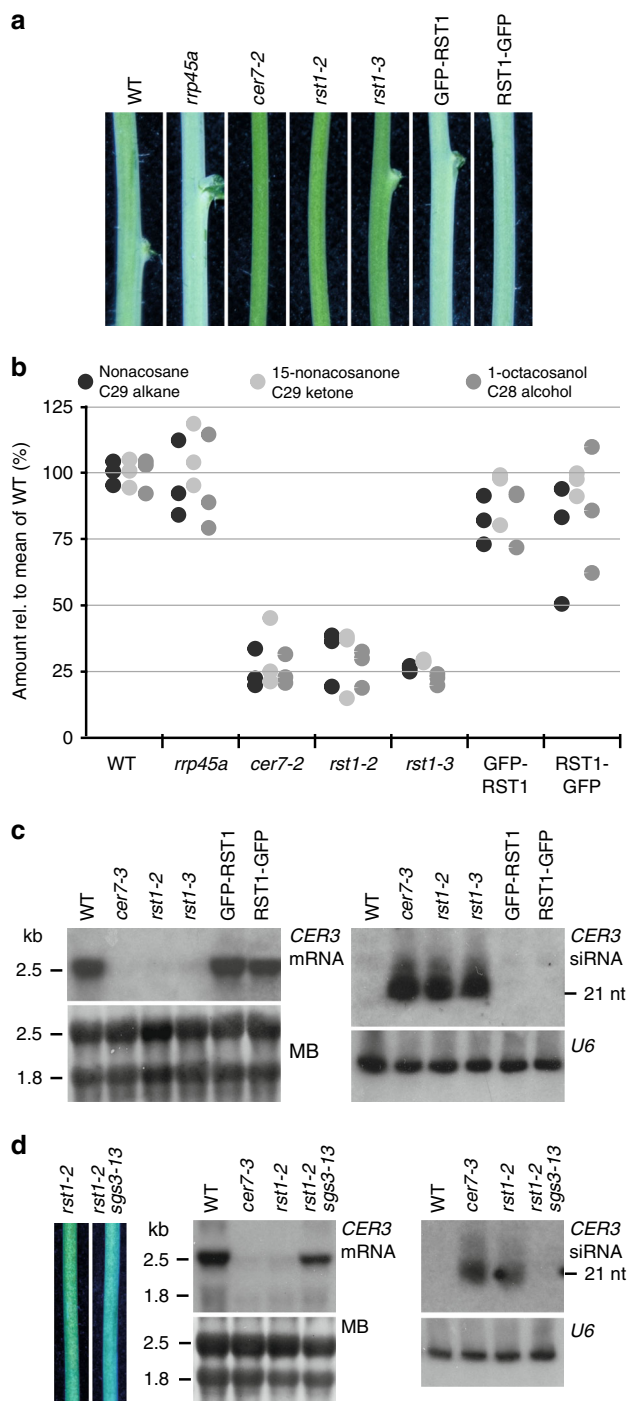 a
WT
rrp45a
cer7-2
rst1-2
rst1-3
GFP-RST1
RST1-GFP
b
Nonacosane
C29 alkane
15-nonacosanone
C29 ketone
1-octacosanol
C28 alcohol
Amount rel. to mean of WT (%)
125
100
75
50
25
0
WT
rrp45a
cer7-2
rst1-2
rst1-3
GFP-
RST1
RST1-
GFP
c
WT
cer7-3
rst1-2
rst1-3
GFP-RST1
RST1-GFP
kb
2.5
CER3
mRNA
2.5
1.8
MB
WT
cer7-3
rst1-2
rst1-3
GFP-RST1
RST1-GFP
CER3
siRNA
21 nt
U6
d
rst1-2
rst1-2
sgs3-13
WT
cer7-3
rst1-2
rst1-2
sgs3-13
kb
2.5
1.8
CER3
mRNA
2.5
1.8
MB
WT
cer7-3
rst1-2
rst1-2
sgs3-13
CER3
siRNA
21 nt
U6